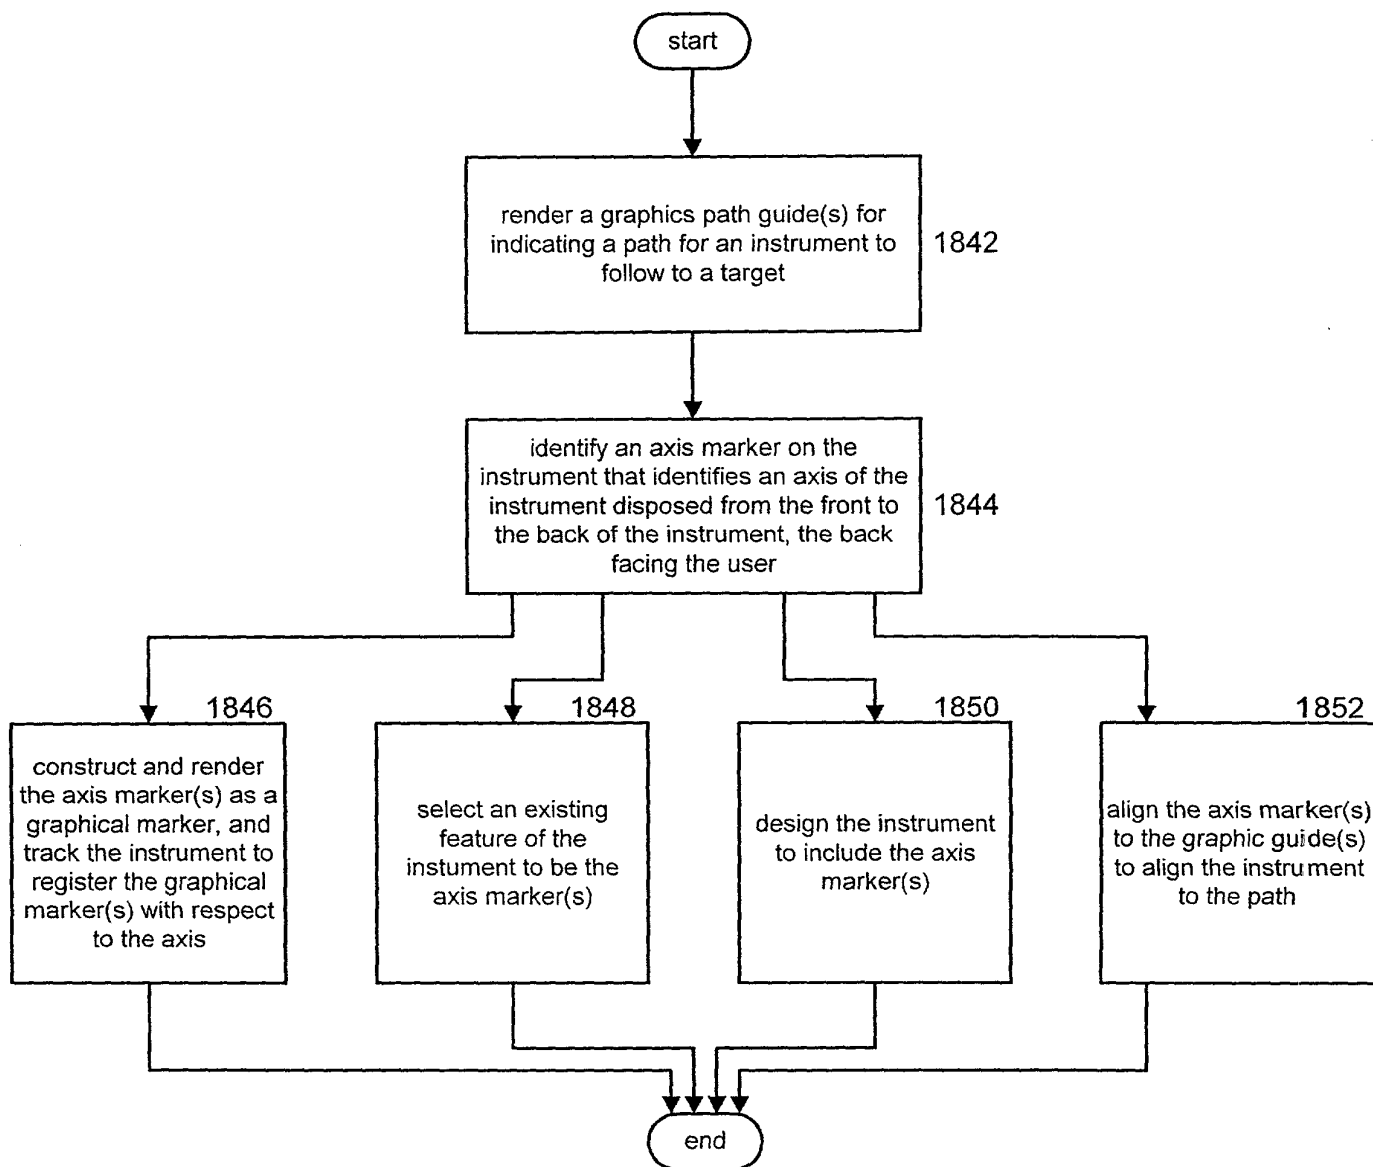 start
render a graphics path guide(s) for
indicating a path for an instrument to
follow to a target
1842
identify an axis marker on the
instrument that identifies an axis of the
instrument disposed from the front to
the back of the instrument, the back
facing the user
1844
1846
construct and render
the axis marker(s) as a
graphical marker, and
track the instrument to
register the graphical
marker(s) with respect
to the axis
1848
select an existing
feature of the
instument to be the
axis marker(s)
1850
design the instrument
to include the axis
marker(s)
1852
align the axis marker(s)
to the graphic guide(s)
to align the instrument
to the path
end